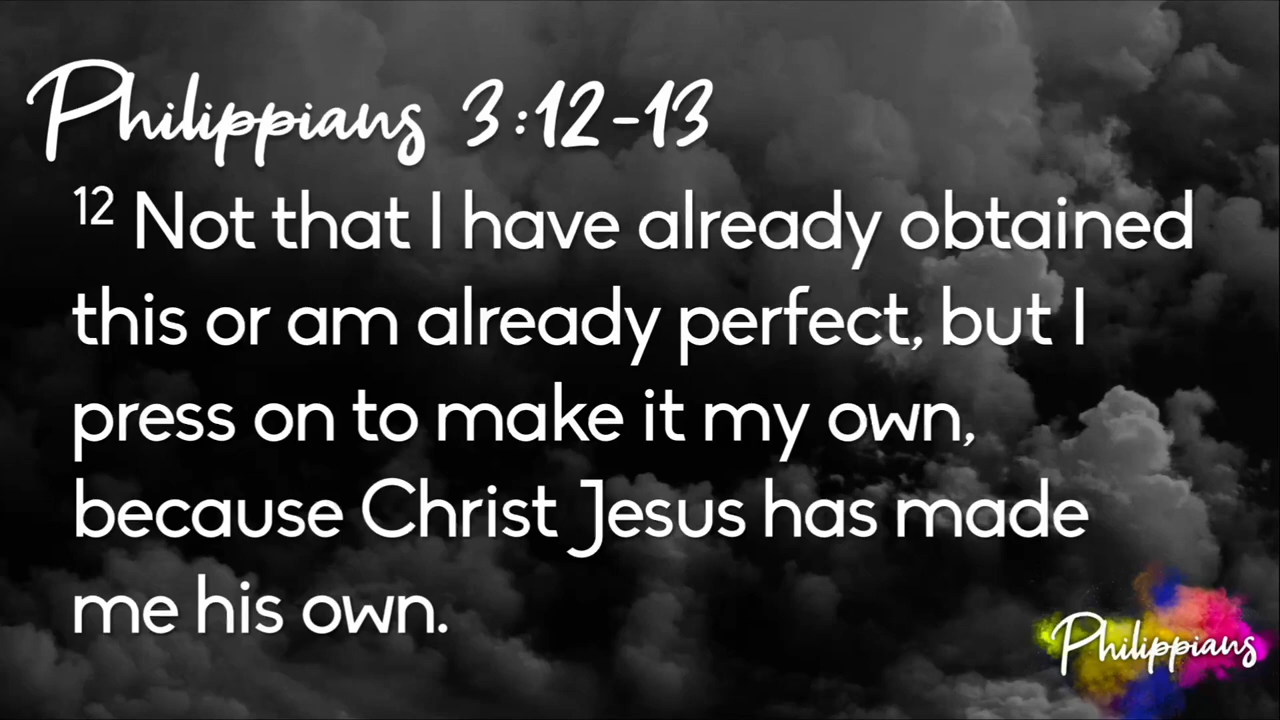 Philippians 3:12-13
12 Not that I have already obtained
this or am already perfect, but I
press on to make it my own,
because Christ Jesus has made
me his own.
Philippians